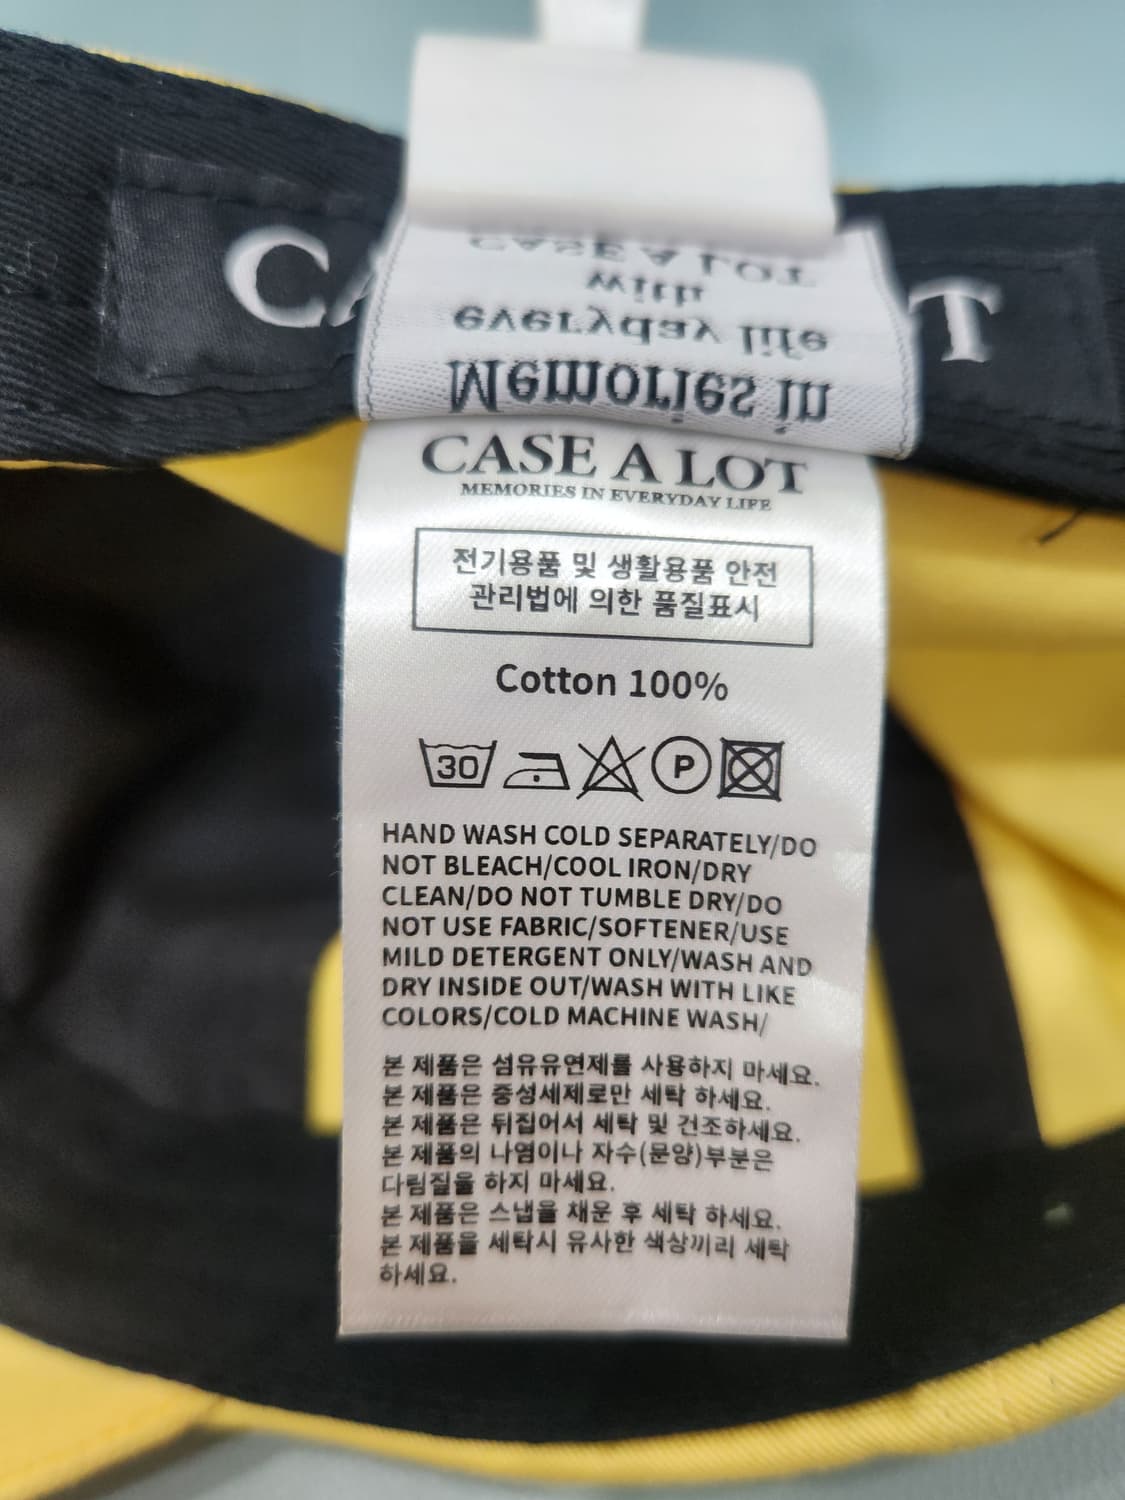 CASE A LOT
with
everyday life
Memories in
CASE A LOT
MEMORIES IN EVERYDAY LIFE
전기용품 및 생활용품 안전
관리법에 의한 품질표시
Cotton 100%
30 P
HAND WASH COLD SEPARATELY/DO
NOT BLEACH/COOL IRON/DRY
CLEAN/DO NOT TUMBLE DRY/DO
NOT USE FABRIC/SOFTENER/USE
MILD DETERGENT ONLY/WASH AND
DRY INSIDE OUT/WASH WITH LIKE
COLORS/COLD MACHINE WASH/
본 제품은 섬유유연제를 사용하지 마세요.
본 제품은 중성세제로만 세탁 하세요.
본 제품은 뒤집어서 세탁 및 건조하세요.
본 제품의 나염이나 자수(문양)부분은
다림질을 하지 마세요.
본 제품은 스냅을 채운 후 세탁 하세요.
본 제품을 세탁시 유사한 색상끼리 세탁
하세요.